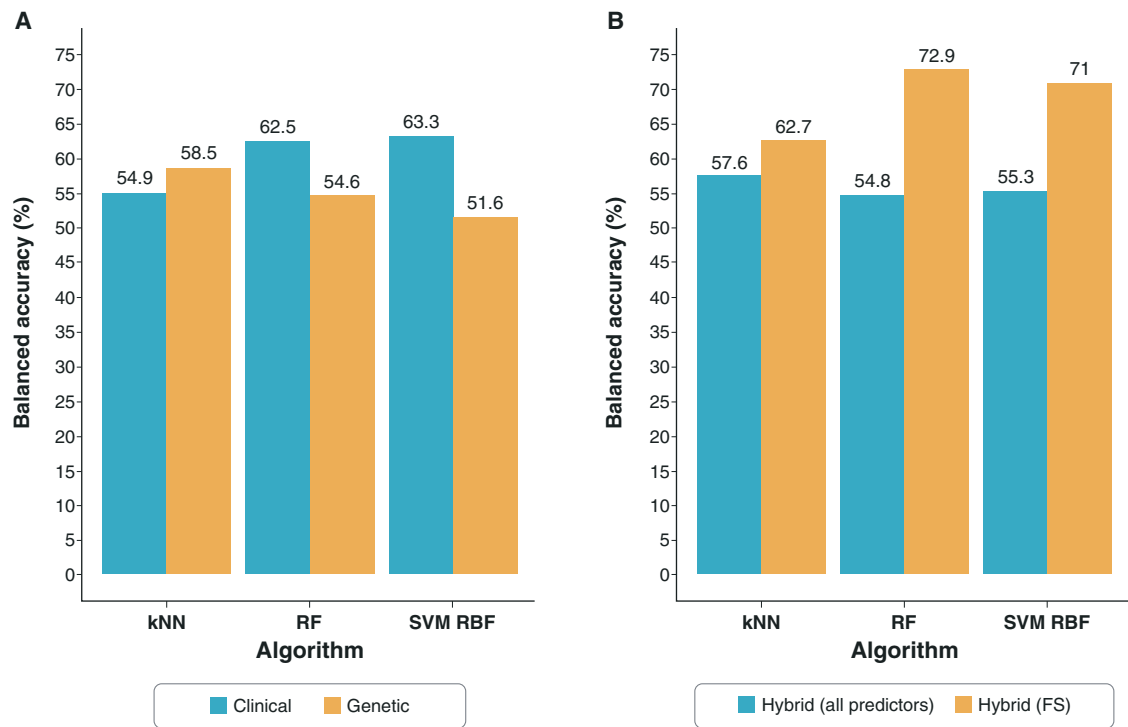 A
Balanced accuracy (%)
75
70
65
60
55
50
45
40
35
30
25
20
15
10
5
0
54.9
58.5
62.5
54.6
63.3
51.6
kNN
RF
SVM RBF
Algorithm
Clinical
Genetic
B
Balanced accuracy (%)
75
70
65
60
55
50
45
40
35
30
25
20
15
10
5
0
57.6
62.7
54.8
72.9
55.3
71
kNN
RF
SVM RBF
Algorithm
Hybrid (all predictors)
Hybrid (FS)